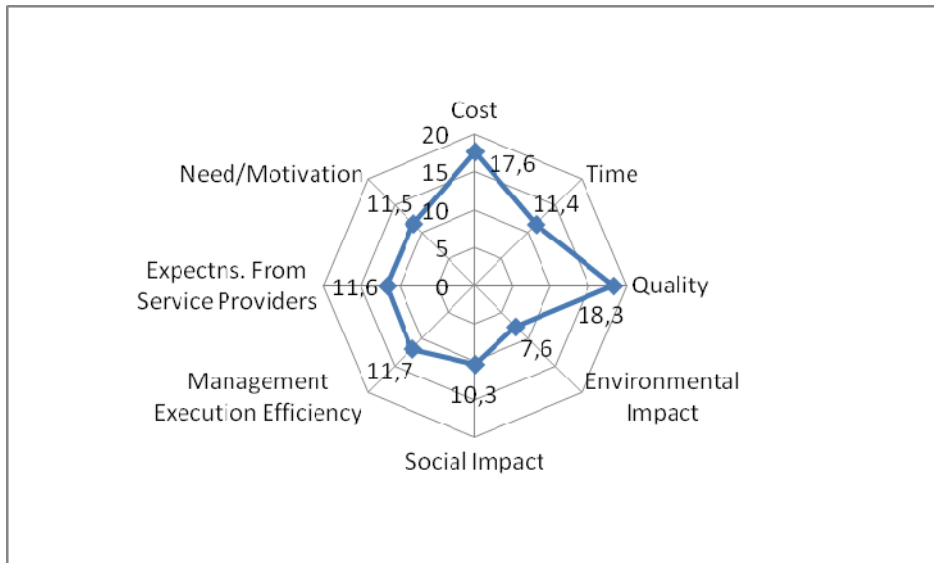 Cost
20
17,6
Need/Motivation
15
Time
11,5
10
11,4
5
Expectns. From
Service Providers
11,6
0
Quality
18,3
7,6
11,7
Management
Execution Efficiency
10,3
Environmental
Impact
Social Impact